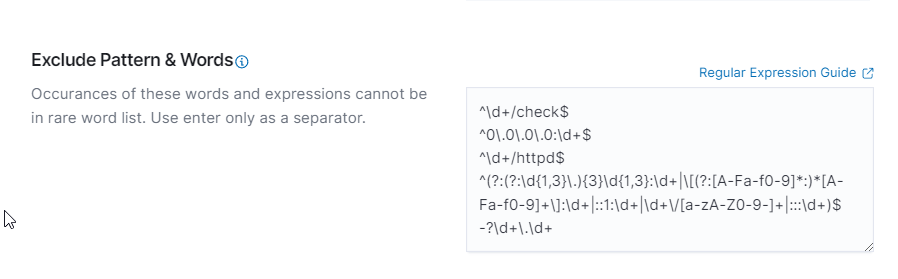 Exclude Pattern & Words
Regular Expression Guide
Occurances of these words and expressions cannot be
in rare word list. Use enter only as a separator.
^\d+/check$
^0\.0\.0\.0:\d+$
^\d+/httpd$
^(?:(?:\d{1,3}\.){3}\d{1,3}:\d+|\[(?:[A-Fa-f0-9]*:)*[A-
Fa-f0-9]+\]:\d+|::1:\d+|\d+\/[a-zA-Z0-9-]+|:::\d+)$
-?\d+\.\d+